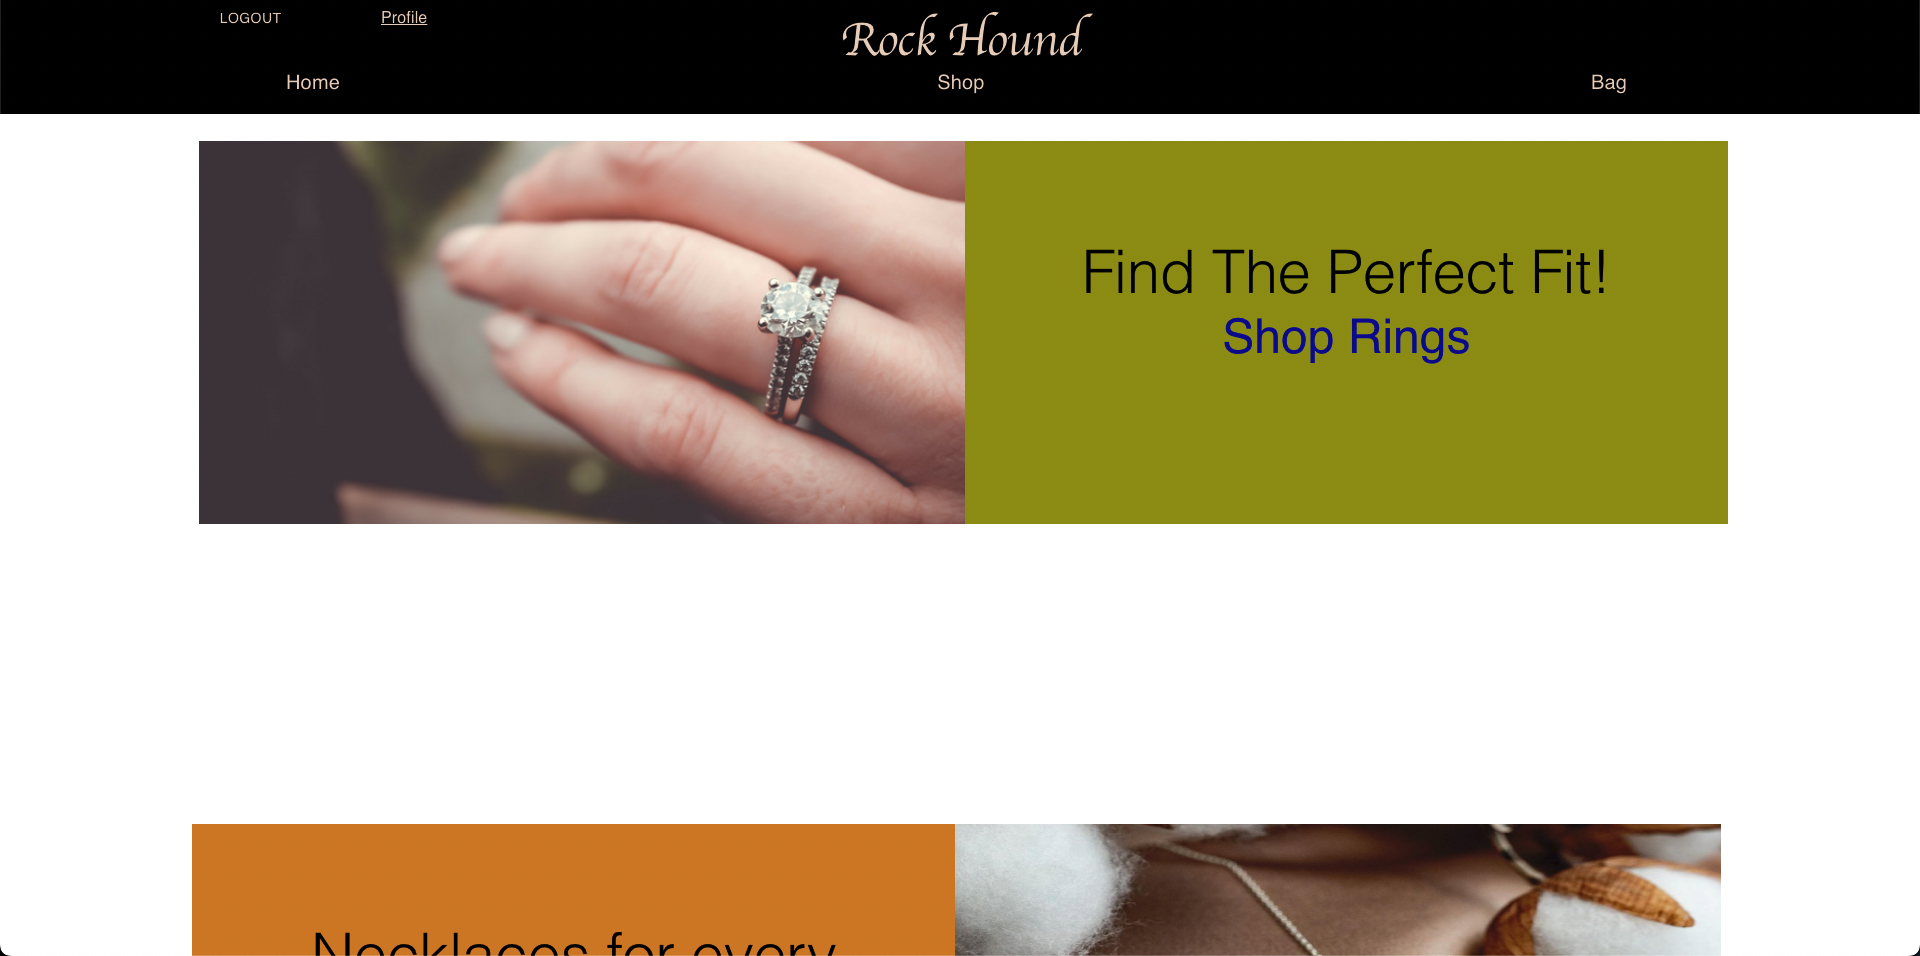 LOGOUT
Profile
Rock Hound
Home
Shop
Bag
Find The Perfect Fit!
Shop Rings
Necklaces for every